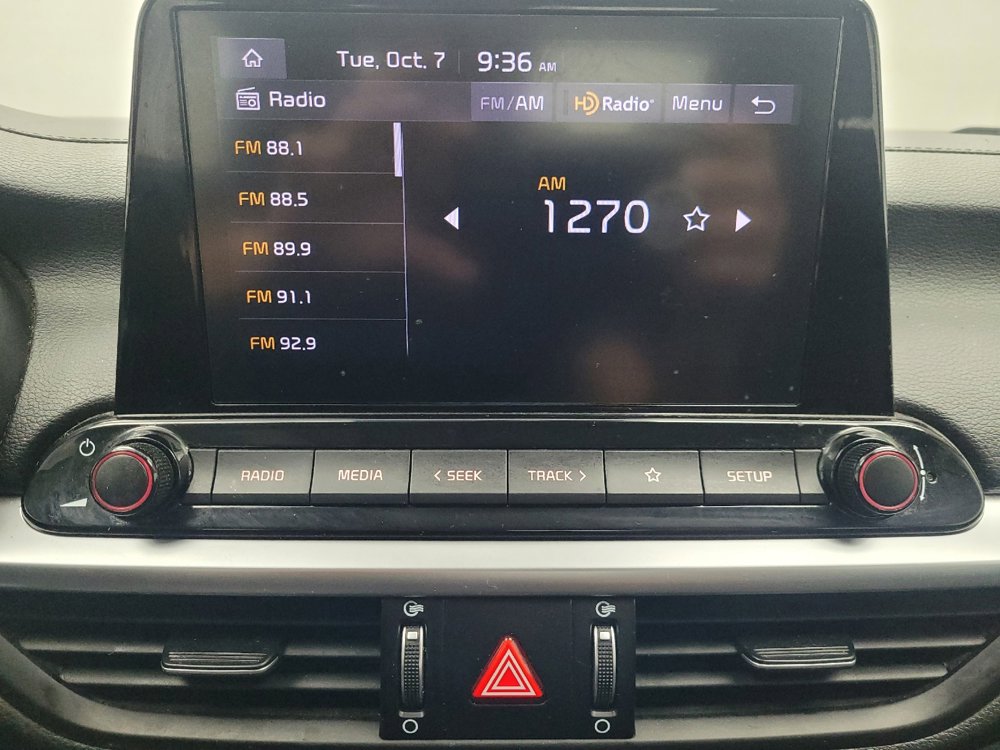 Tue, Oct. 7 9:36 AM
Radio FM/AM HD Radio® Menu
FM 88.1
FM 88.5
FM 89.9
FM 91.1
FM 92.9
AM
1270
RADIO MEDIA < SEEK TRACK > SETUP